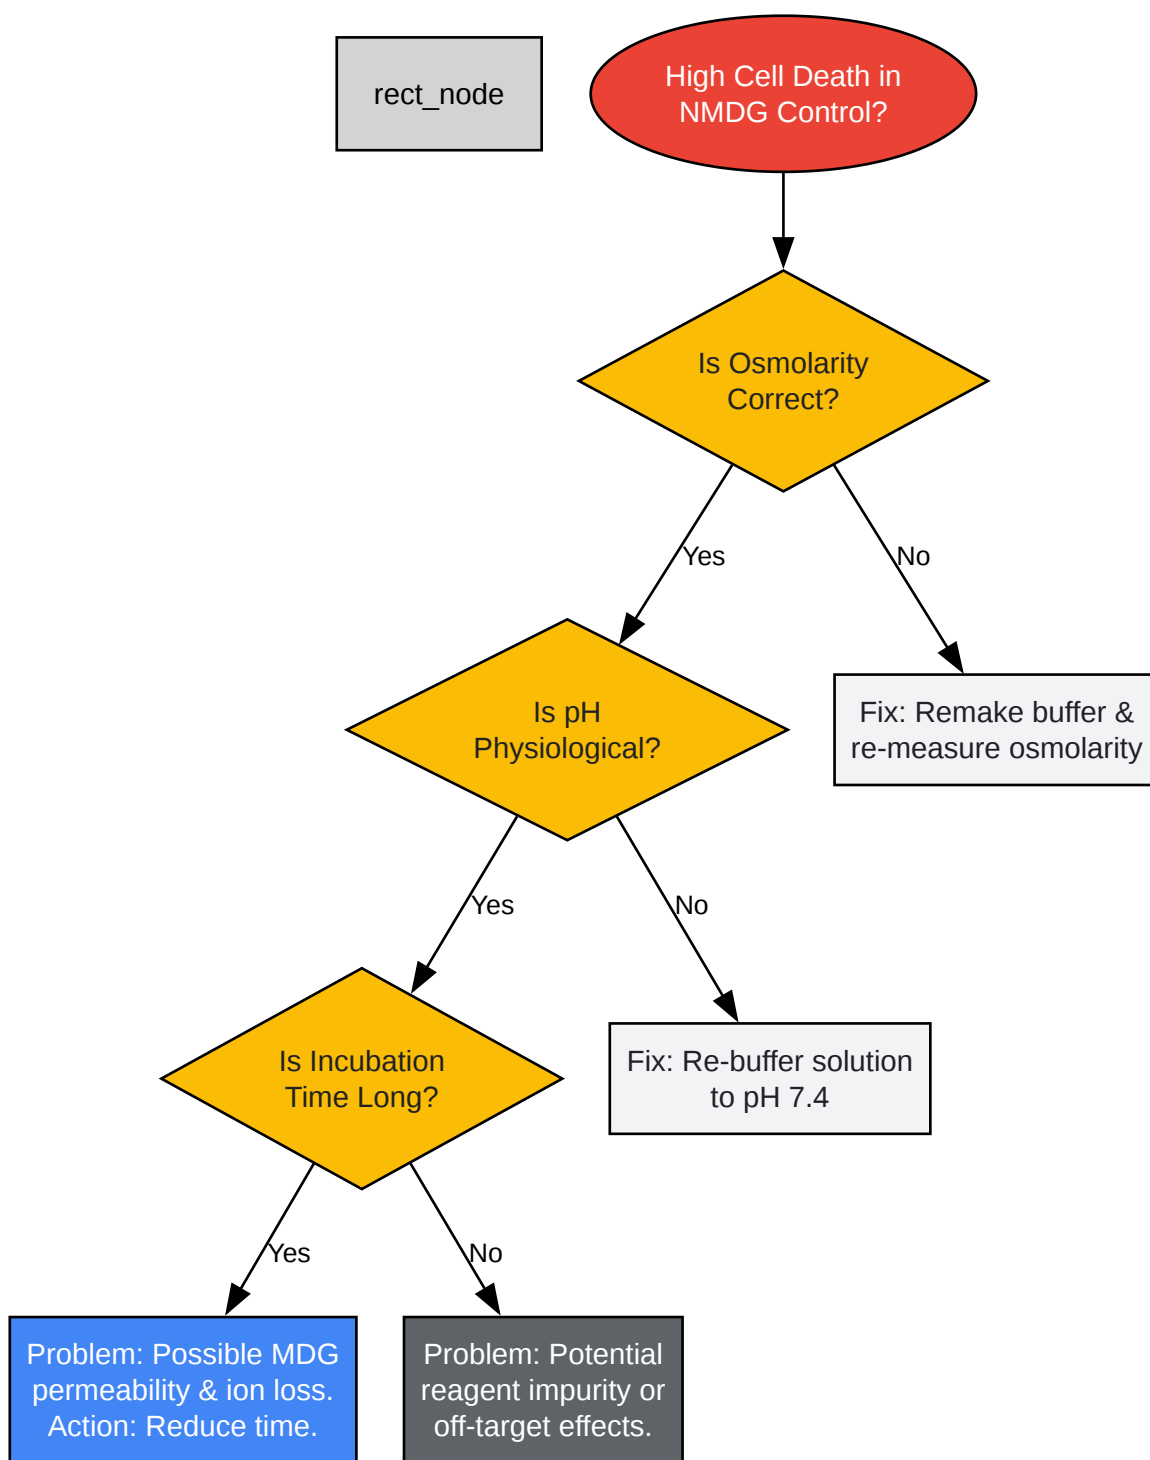 rect_node
High Cell Death in
NMDG Control?
Is Osmolarity
Correct?
Yes
No
Is pH
Physiological?
Fix: Remake buffer &
re-measure osmolarity
Yes
No
Is Incubation
Time Long?
Fix: Re-buffer solution
to pH 7.4
Yes
No
Problem: Possible MDG
permeability & ion loss.
Action: Reduce time.
Problem: Potential
reagent impurity or
off-target effects.